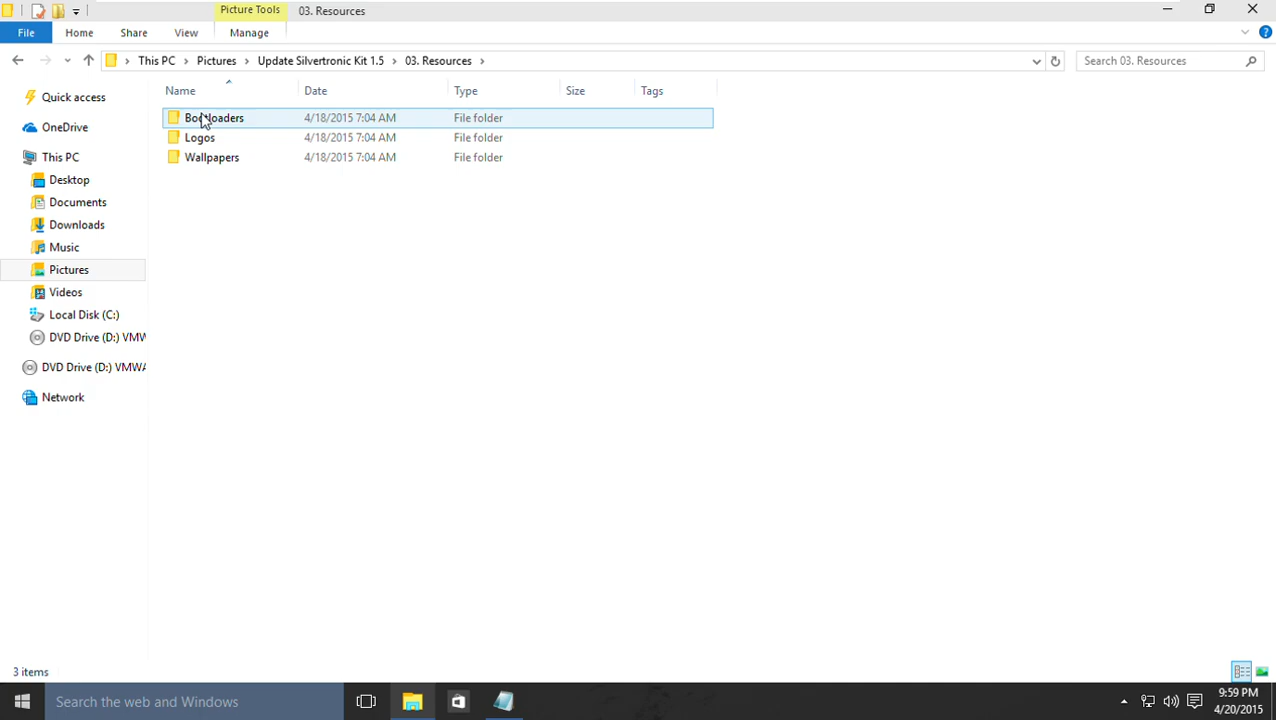 Picture Tools 03. Resources
File Home Share View Manage
This PC Pictures Update Silvertronic Kit 1.5 03. Resources Search 03. Resources
Name Date Type Size Tags
Quick access
OneDrive
This PC
Desktop
Documents
Downloads
Music
Pictures
Videos
Local Disk (C:)
DVD Drive (D:) VMW
DVD Drive (D:) VMWA
Network
Bootloaders 4/18/2015 7:04 AM File folder
Logos 4/18/2015 7:04 AM File folder
Wallpapers 4/18/2015 7:04 AM File folder
3 items
Search the web and Windows
9:59 PM
4/20/2015